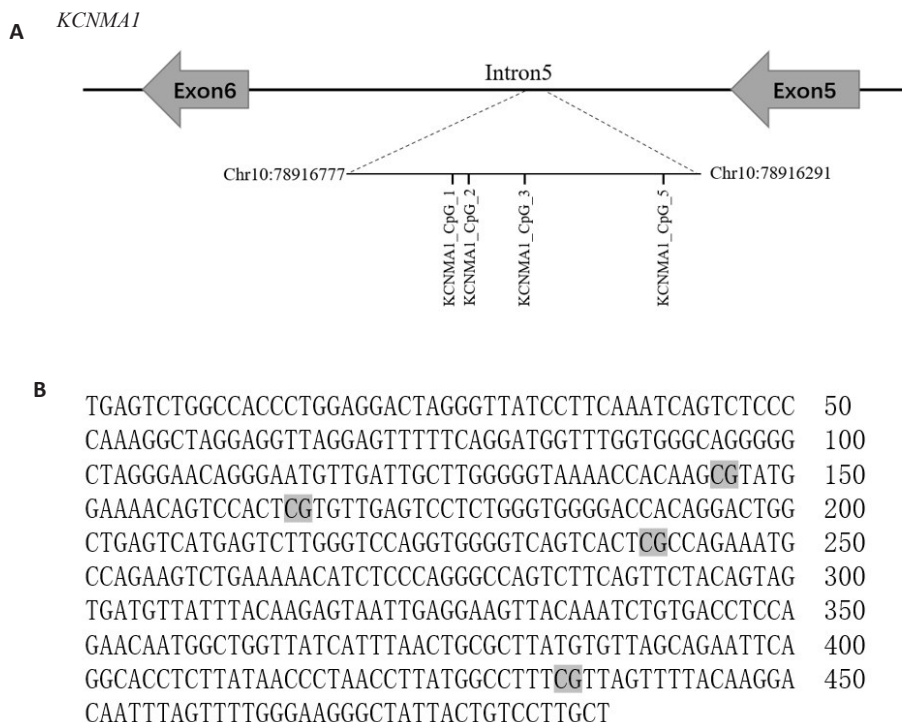 A
KCNMA1
Exon6
Intron5
Exon5
Chr10:78916777
Chr10:78916291
KCNMA1_CpG_1
KCNMA1_CpG_2
KCNMA1_CpG_3
KCNMA1_CpG_5
B
TGAGTCTGGCCACCCTGGAGGACTAGGGTTATCCTTCAAATCAGTCTCCC 50
CAAAGGCTAGGAGGTTAGGAGTTTTTCAGGATGGTTTGGTGGGCAGGGGG 100
CTAGGGAACAGGGAATGTTGATTGCTTGGGGGTAAAACCACAAGCGTATG 150
GAAAACAGTCCACTCGTGTTGAGTCCTCTGGGTGGGGACCACAGGACTGG 200
CTGAGTCATGAGTCTTGGGTCCAGGTGGGGTCAGTCACTCGCCAGAAATG 250
CCAGAAGTCTGAAAAACATCTCCCAGGGCCAGTCTTCAGTTCTACAGTAG 300
TGATGTTATTTACAAGAGTAATTGAGGAAGTTACAAATCTGTGACCTCCA 350
GAACAATGGCTGGTTATCATTTAACTGCGCTTATGTGTTAGCAGAATTCA 400
GGCACCTCTTATAACCCTAACCTTATGGCCTTTCGTTAGTTTTACAAGGA 450
CAATTTAGTTTTGGGAAGGGCTATTACTGTCCTTGCT